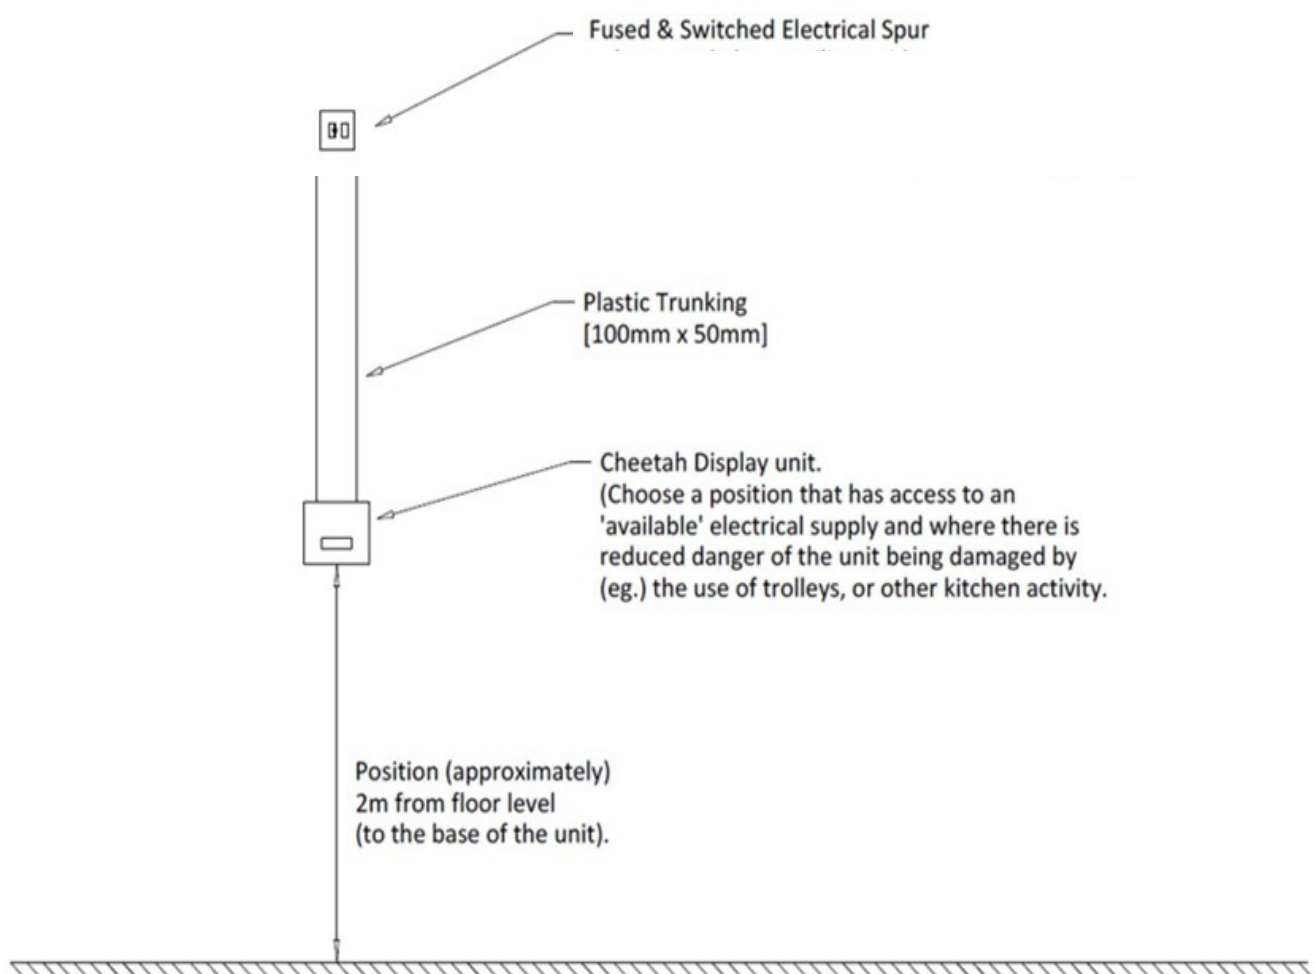 Fused & Switched Electrical Spur
Plastic Trunking
[100mm x 50mm]
Cheetah Display unit.
(Choose a position that has access to an
'available' electrical supply and where there is
reduced danger of the unit being damaged by
(eg.) the use of trolleys, or other kitchen activity.
Position (approximately)
2m from floor level
(to the base of the unit).